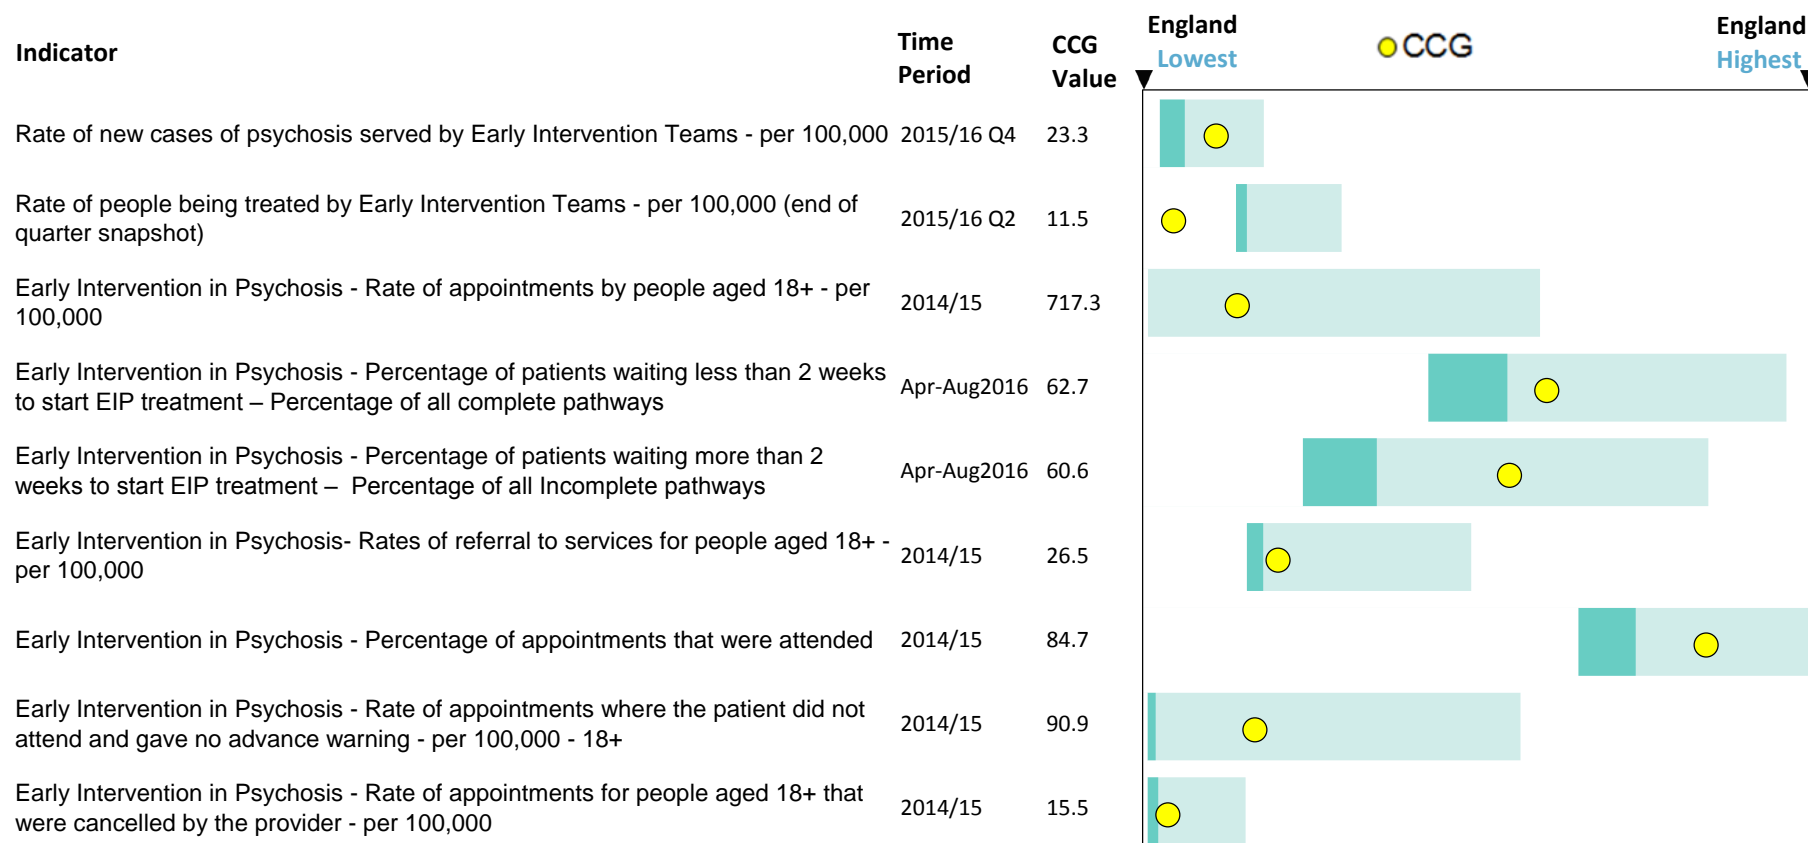 Indicator
Time
Period
CCG
Value
England
Lowest
CCG
England
Highest
Rate of new cases of psychosis served by Early Intervention Teams - per 100,000 2015/16 Q4 23.3
Rate of people being treated by Early Intervention Teams - per 100,000 (end of
quarter snapshot)
2015/16 Q2 11.5
Early Intervention in Psychosis - Rate of appointments by people aged 18+ - per
100,000
2014/15 717.3
Early Intervention in Psychosis - Percentage of patients waiting less than 2 weeks
to start EIP treatment – Percentage of all complete pathways
Apr-Aug2016 62.7
Early Intervention in Psychosis - Percentage of patients waiting more than 2
weeks to start EIP treatment – Percentage of all Incomplete pathways
Apr-Aug2016 60.6
Early Intervention in Psychosis- Rates of referral to services for people aged 18+ -
per 100,000
2014/15 26.5
Early Intervention in Psychosis - Percentage of appointments that were attended 2014/15 84.7
Early Intervention in Psychosis - Rate of appointments where the patient did not
attend and gave no advance warning - per 100,000 - 18+
2014/15 90.9
Early Intervention in Psychosis - Rate of appointments for people aged 18+ that
were cancelled by the provider - per 100,000
2014/15 15.5